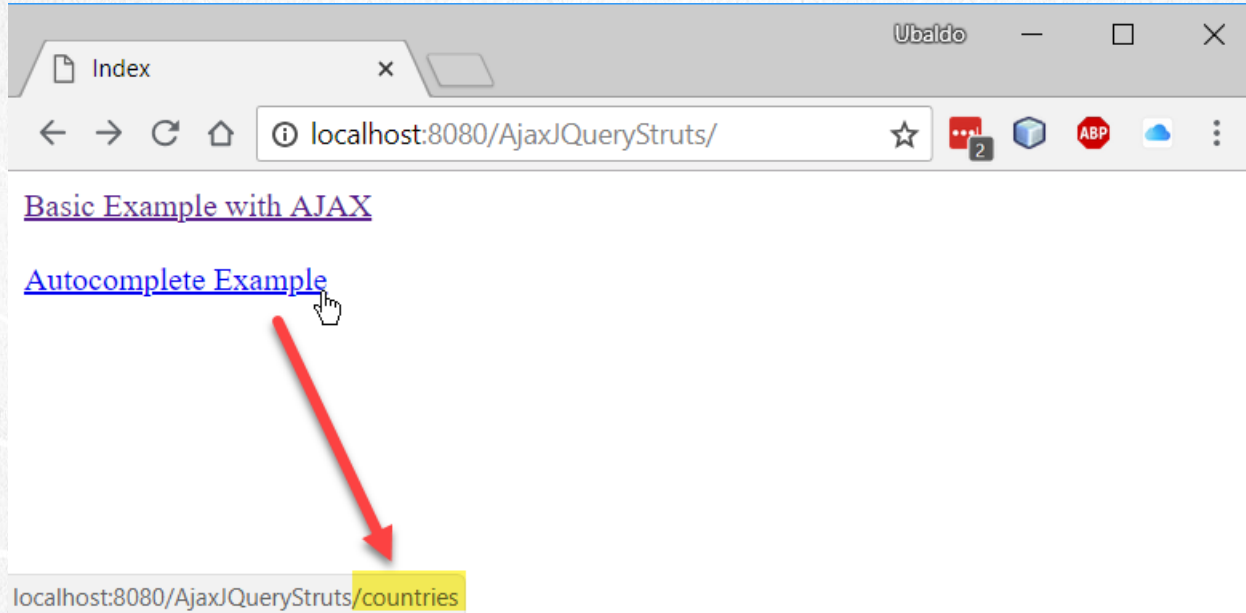 Ubaldo
Index
localhost:8080/AjaxJQueryStruts/
2
ABP
Basic Example with AJAX
Autocomplete Example
localhost:8080/AjaxJQueryStruts/countries